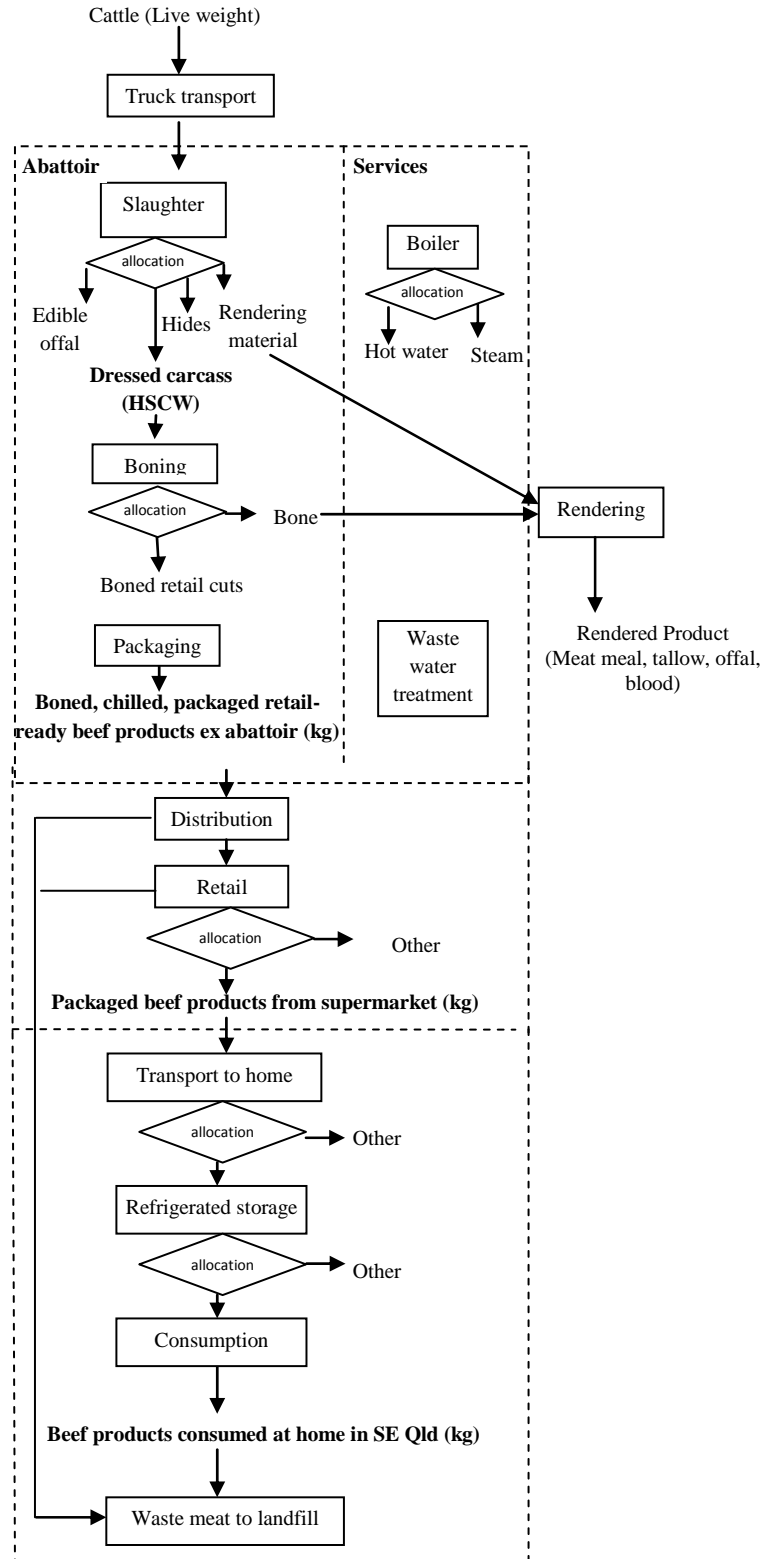 Cattle (Live weight)
Truck transport
Abattoir
Services
Slaughter
allocation
Edible
offal
Hides
Rendering
material
Boiler
allocation
Hot water
Steam
Dressed carcass
(HSCW)
Boning
allocation
Bone
Rendering
Boned retail cuts
Packaging
Boned, chilled, packaged retail-
ready beef products ex abattoir (kg)
Waste
water
treatment
Rendered Product
(Meat meal, tallow, offal,
blood)
Distribution
Retail
allocation
Other
Packaged beef products from supermarket (kg)
Transport to home
allocation
Other
Refrigerated storage
allocation
Other
Consumption
Beef products consumed at home in SE Qld (kg)
Waste meat to landfill